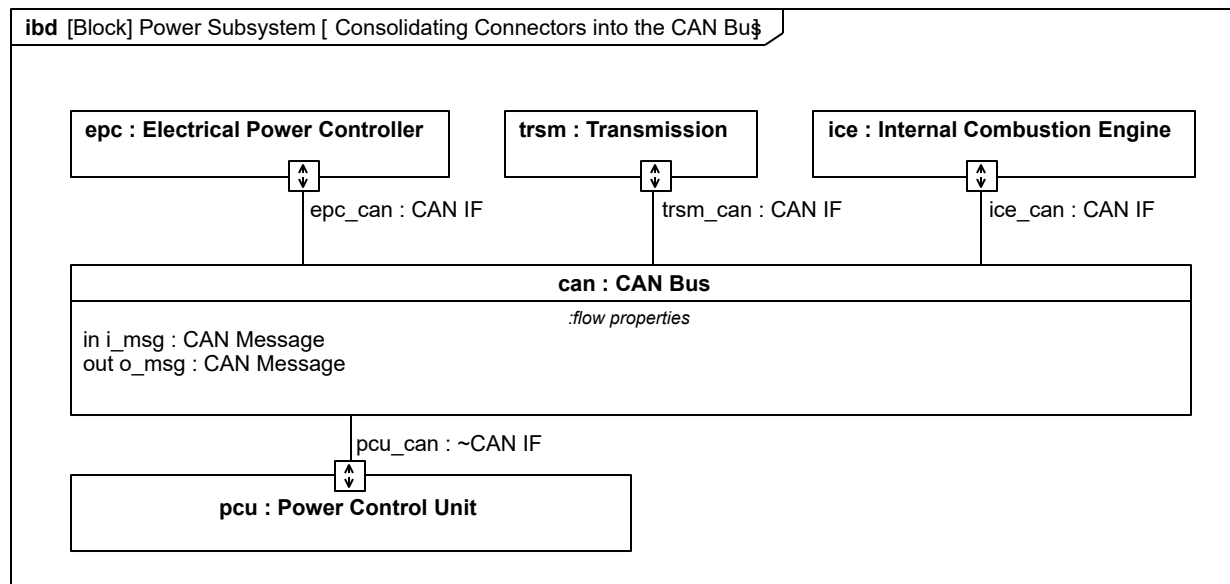 ibd [Block] Power Subsystem [ Consolidating Connectors into the CAN Bus]
epc : Electrical Power Controller
trsm : Transmission
ice : Internal Combustion Engine
epc_can : CAN IF
trsm_can : CAN IF
ice_can : CAN IF
can : CAN Bus
:flow properties
in i_msg : CAN Message
out o_msg : CAN Message
pcu_can : ~CAN IF
pcu : Power Control Unit